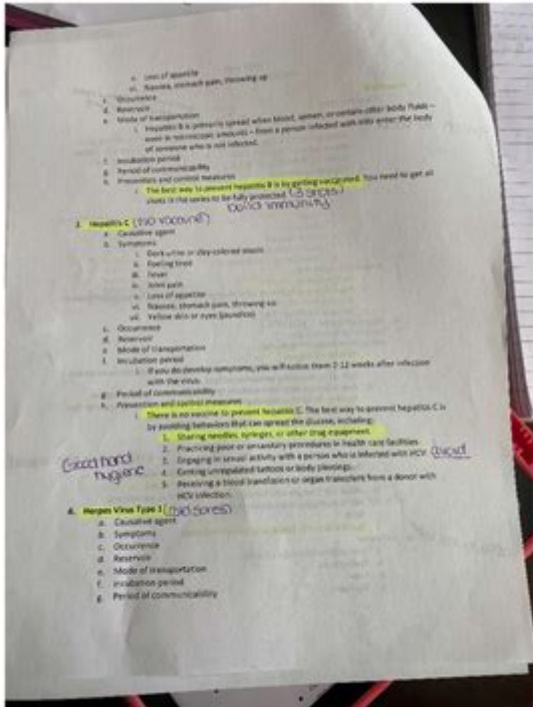 v. Loss of appetite
vi. Nausea, stomach pain, throwing up
c. Occurrence
d. Reservoir
e. Mode of transportation
i. Hepatitis B is primarily spread when blood, semen, or certain other body fluids –
even in microscopic amounts – from a person infected with HBV enter the body
of someone who is not infected.
f. Incubation period
g. Period of communicability
h. Prevention and control measures
i. The best way to prevent hepatitis B is by getting vaccinated. You need to get all
shots in the series to be fully protected. (3 shots)
build immunity
3. Hepatitis C (no vaccine)
a. Causative agent
b. Symptoms
i. Dark urine or clay-colored stools
ii. Feeling tired
iii. Fever
iv. Joint pain
v. Loss of appetite
vi. Nausea, stomach pain, throwing up
vii. Yellow skin or eyes (jaundice)
c. Occurrence
d. Reservoir
e. Mode of transportation
f. Incubation period
i. If you do develop symptoms, you will notice them 2-12 weeks after infection
with the virus.
g. Period of communicability
h. Prevention and control measures
i. There is no vaccine to prevent hepatitis C. The best way to prevent hepatitis C is
by avoiding behaviors that can spread the disease, including:
1. Sharing needles, syringes, or other drug equipment.
2. Practicing poor or unsanitary procedures in health care facilities
3. Engaging in sexual activity with a person who is infected with HCV. avoid
Good hand
hygiene
4. Getting unregulated tattoos or body piercings.
5. Receiving a blood transfusion or organ transplant from a donor with
HCV infection.
4. Herpes Virus Type 1 (cold sores)
a. Causative agent
b. Symptoms
c. Occurrence
d. Reservoir
e. Mode of transportation
f. Incubation period
g. Period of communicability